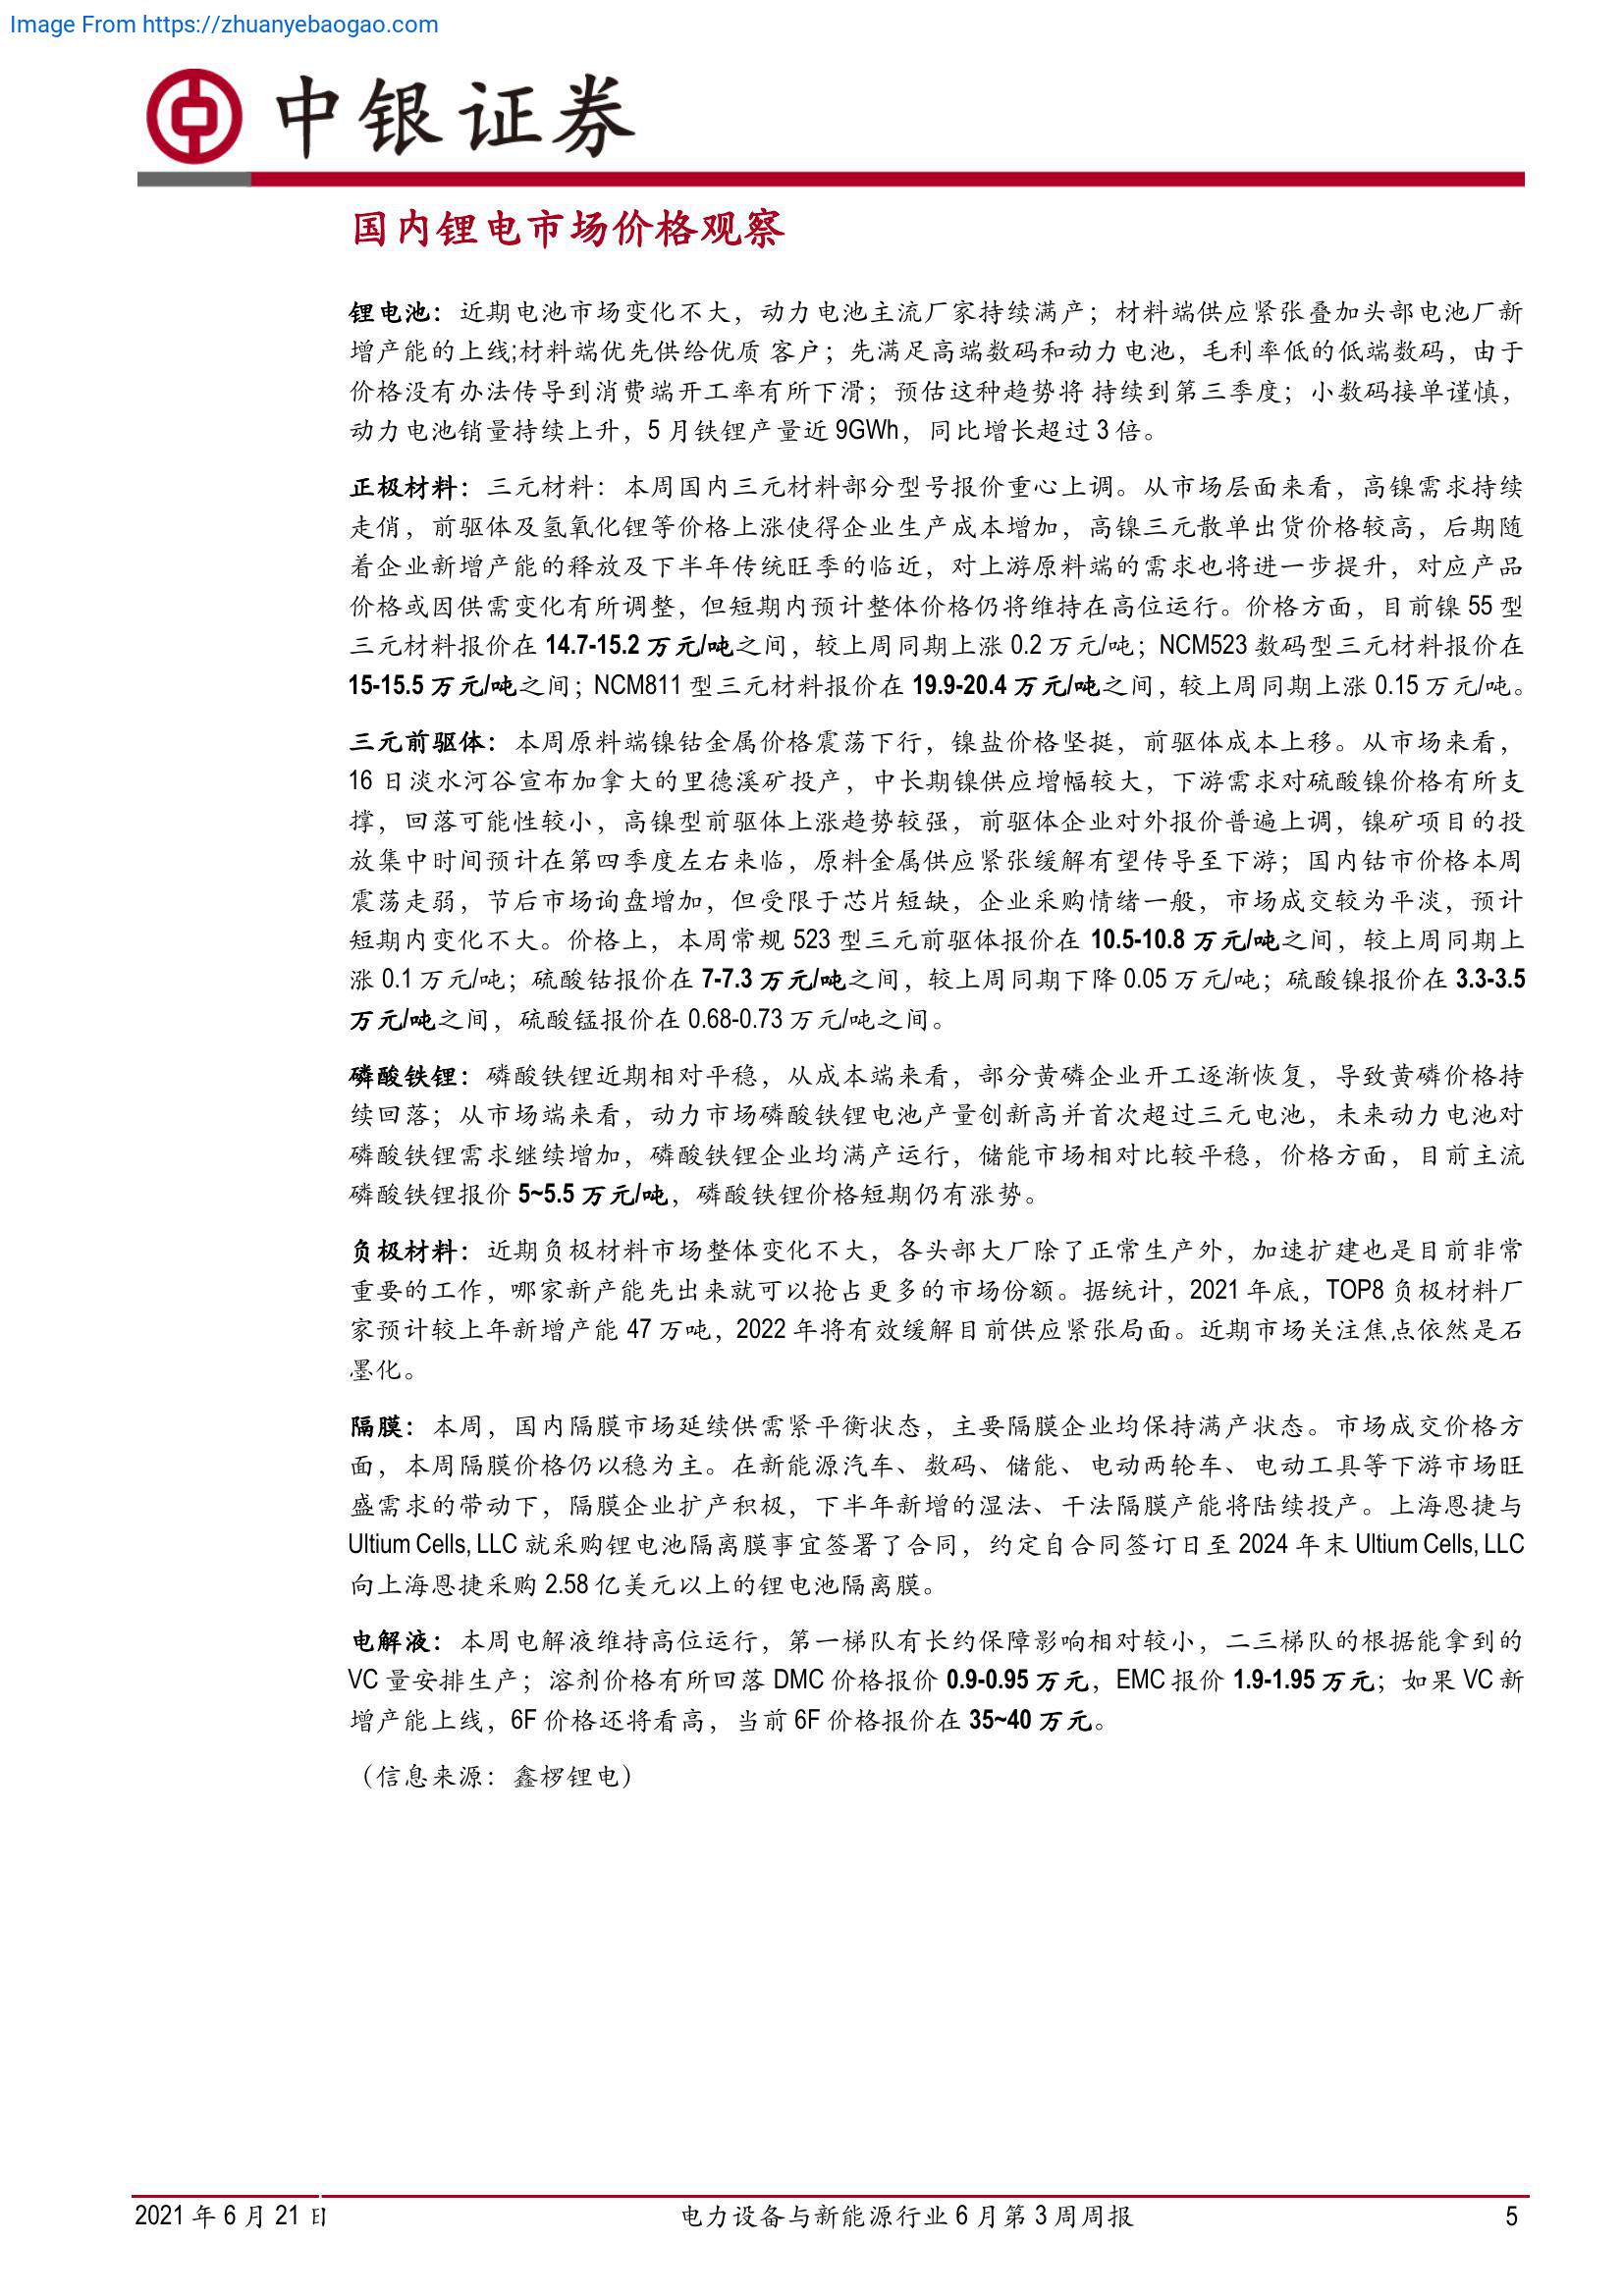 Image From https://zhuanyebaogao.com
中银证券
国内锂电市场价格观察
锂电池：近期电池市场变化不大，动力电池主流厂家持续满产；材料端供应紧张叠加头部电池厂新
增产能的上线;材料端优先供给优质 客户；先满足高端数码和动力电池，毛利率低的低端数码，由于
价格没有办法传导到消费端开工率有所下滑；预估这种趋势将 持续到第三季度；小数码接单谨慎，
动力电池销量持续上升，5 月铁锂产量近 9GWh，同比增长超过 3 倍。
正极材料：三元材料：本周国内三元材料部分型号报价重心上调。从市场层面来看，高镍需求持续
走俏，前驱体及氢氧化锂等价格上涨使得企业生产成本增加，高镍三元散单出货价格较高，后期随
着企业新增产能的释放及下半年传统旺季的临近，对上游原料端的需求也将进一步提升，对应产品
价格或因供需变化有所调整，但短期内预计整体价格仍将维持在高位运行。价格方面，目前镍 55 型
三元材料报价在 14.7-15.2 万元/吨之间，较上周同期上涨 0.2 万元/吨；NCM523 数码型三元材料报价在
15-15.5 万元/吨之间；NCM811 型三元材料报价在 19.9-20.4 万元/吨之间，较上周同期上涨 0.15 万元/吨。
三元前驱体：本周原料端镍钴金属价格震荡下行，镍盐价格坚挺，前驱体成本上移。从市场来看，
16 日淡水河谷宣布加拿大的里德溪矿投产，中长期镍供应增幅较大，下游需求对硫酸镍价格有所支
撑，回落可能性较小，高镍型前驱体上涨趋势较强，前驱体企业对外报价普遍上调，镍矿项目的投
放集中时间预计在第四季度左右来临，原料金属供应紧张缓解有望传导至下游；国内钴市价格本周
震荡走弱，节后市场询盘增加，但受限于芯片短缺，企业采购情绪一般，市场成交较为平淡，预计
短期内变化不大。价格上，本周常规 523 型三元前驱体报价在 10.5-10.8 万元/吨之间，较上周同期上
涨 0.1 万元/吨；硫酸钴报价在 7-7.3 万元/吨之间，较上周同期下降 0.05 万元/吨；硫酸镍报价在 3.3-3.5
万元/吨之间，硫酸锰报价在 0.68-0.73 万元/吨之间。
磷酸铁锂：磷酸铁锂近期相对平稳，从成本端来看，部分黄磷企业开工逐渐恢复，导致黄磷价格持
续回落；从市场端来看，动力市场磷酸铁锂电池产量创新高并首次超过三元电池，未来动力电池对
磷酸铁锂需求继续增加，磷酸铁锂企业均满产运行，储能市场相对比较平稳，价格方面，目前主流
磷酸铁锂报价 5~5.5 万元/吨，磷酸铁锂价格短期仍有涨势。
负极材料：近期负极材料市场整体变化不大，各头部大厂除了正常生产外，加速扩建也是目前非常
重要的工作，哪家新产能先出来就可以抢占更多的市场份额。据统计，2021 年底，TOP8 负极材料厂
家预计较上年新增产能 47 万吨，2022 年将有效缓解目前供应紧张局面。近期市场关注焦点依然是石
墨化。
隔膜：本周，国内隔膜市场延续供需紧平衡状态，主要隔膜企业均保持满产状态。市场成交价格方
面，本周隔膜价格仍以稳为主。在新能源汽车、数码、储能、电动两轮车、电动工具等下游市场旺
盛需求的带动下，隔膜企业扩产积极，下半年新增的湿法、干法隔膜产能将陆续投产。上海恩捷与
Ultium Cells, LLC 就采购锂电池隔离膜事宜签署了合同，约定自合同签订日至 2024 年末 Ultium Cells, LLC
向上海恩捷采购 2.58 亿美元以上的锂电池隔离膜。
电解液：本周电解液维持高位运行，第一梯队有长约保障影响相对较小，二三梯队的根据能拿到的
VC 量安排生产；溶剂价格有所回落 DMC 价格报价 0.9-0.95 万元，EMC 报价 1.9-1.95 万元；如果 VC 新
增产能上线，6F 价格还将看高，当前 6F 价格报价在 35~40 万元。
（信息来源：鑫椤锂电）
2021 年 6 月 21 日
电力设备与新能源行业 6 月第 3 周周报
5